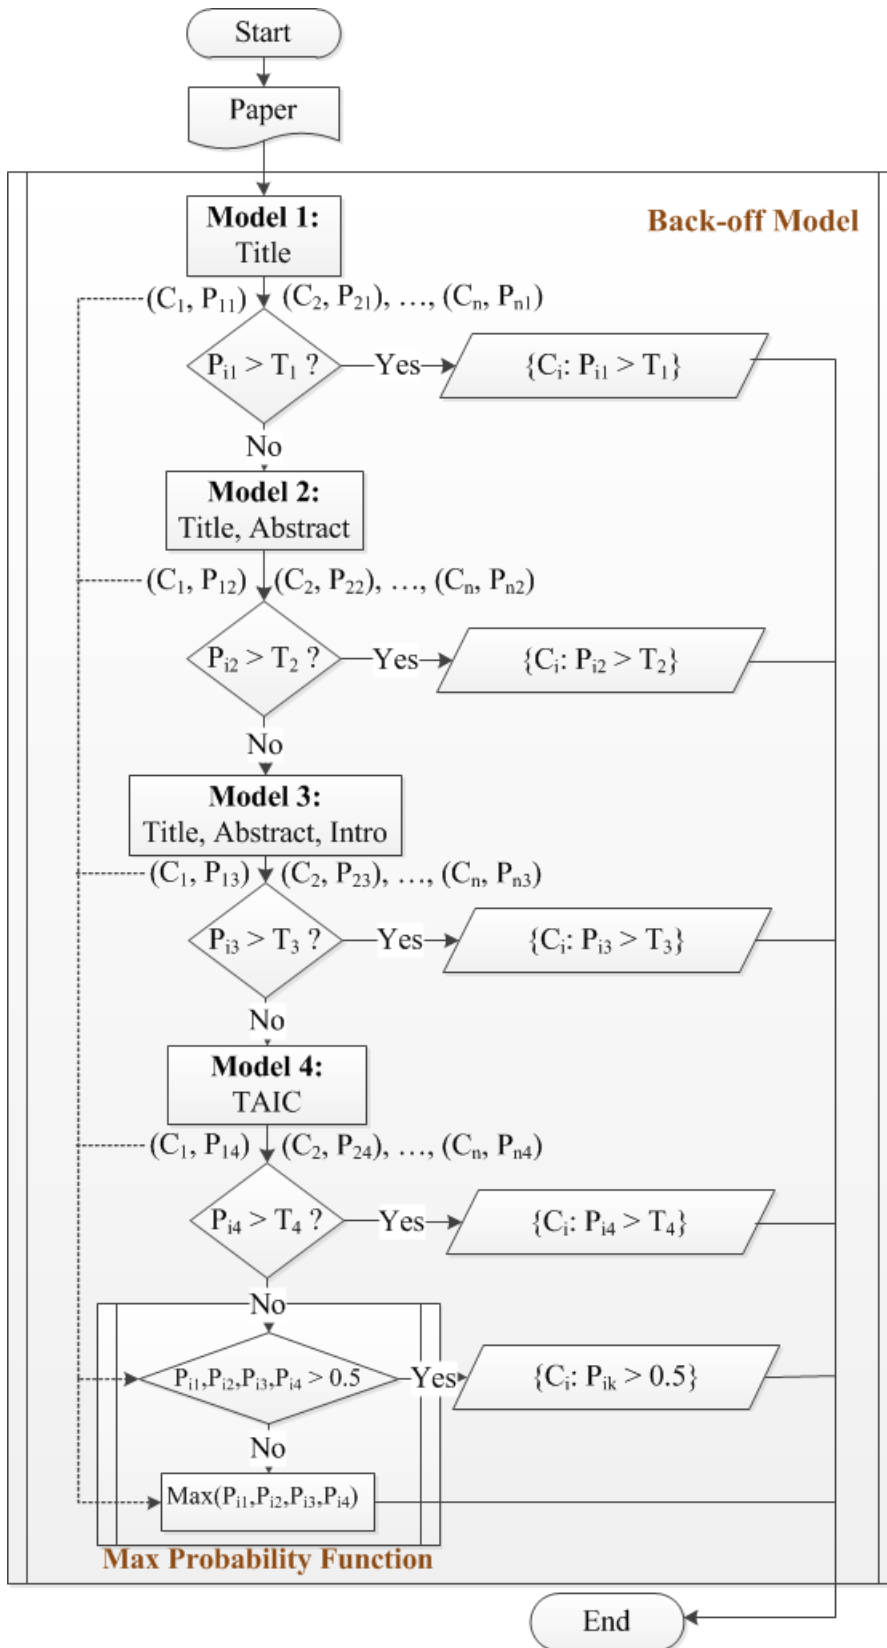 Start
Paper
Back-off Model
Model 1:
Title
(C₁, P₁₁) (C₂, P₂₁), …, (Cₙ, Pₙ₁)
Pᵢ₁ > T₁ ? Yes {Cᵢ: Pᵢ₁ > T₁}
No
Model 2:
Title, Abstract
(C₁, P₁₂) (C₂, P₂₂), …, (Cₙ, Pₙ₂)
Pᵢ₂ > T₂ ? Yes {Cᵢ: Pᵢ₂ > T₂}
No
Model 3:
Title, Abstract, Intro
(C₁, P₁₃) (C₂, P₂₃), …, (Cₙ, Pₙ₃)
Pᵢ₃ > T₃ ? Yes {Cᵢ: Pᵢ₃ > T₃}
No
Model 4:
TAIC
(C₁, P₁₄) (C₂, P₂₄), …, (Cₙ, Pₙ₄)
Pᵢ₄ > T₄ ? Yes {Cᵢ: Pᵢ₄ > T₄}
No
Pᵢ₁,Pᵢ₂,Pᵢ₃,Pᵢ₄ > 0.5 Yes {Cᵢ: Pᵢₖ > 0.5}
No
Max(Pᵢ₁,Pᵢ₂,Pᵢ₃,Pᵢ₄)
Max Probability Function
End